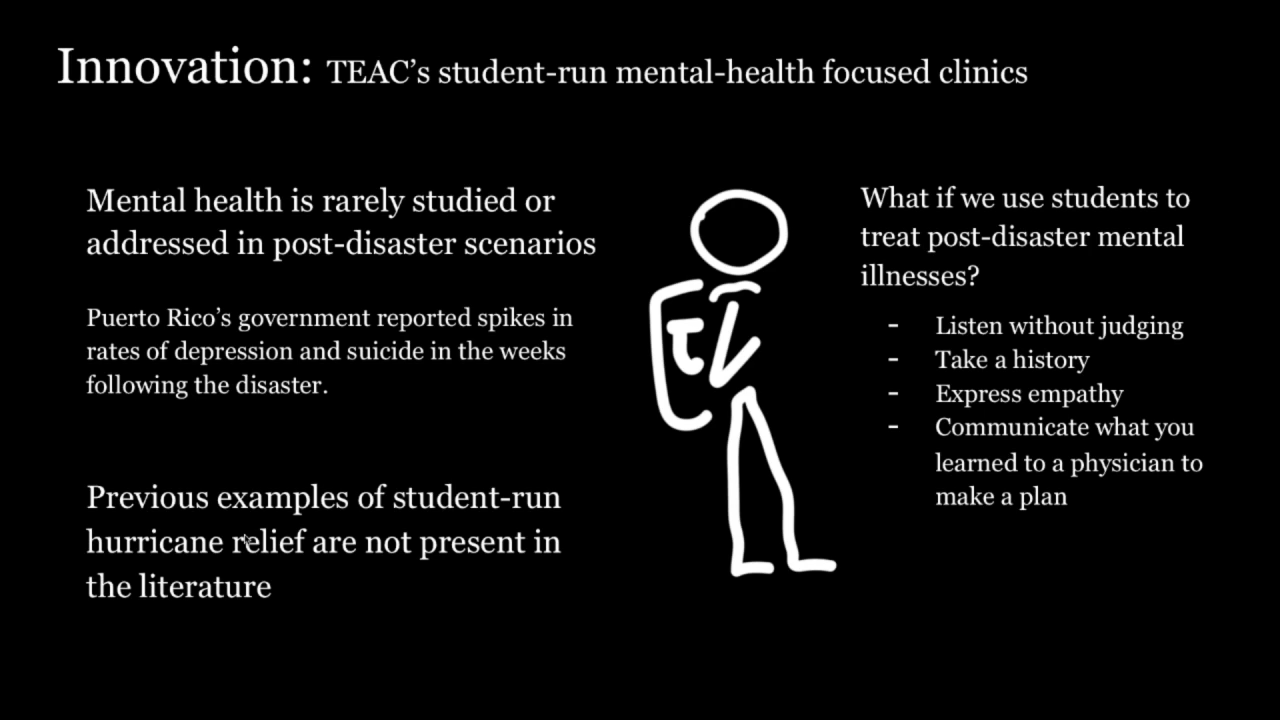 Innovation: TEAC’s student-run mental-health focused clinics
Mental health is rarely studied or
addressed in post-disaster scenarios
Puerto Rico’s government reported spikes in
rates of depression and suicide in the weeks
following the disaster.
Previous examples of student-run
hurricane relief are not present in
the literature
What if we use students to
treat post-disaster mental
illnesses?
- Listen without judging
- Take a history
- Express empathy
- Communicate what you
learned to a physician to
make a plan